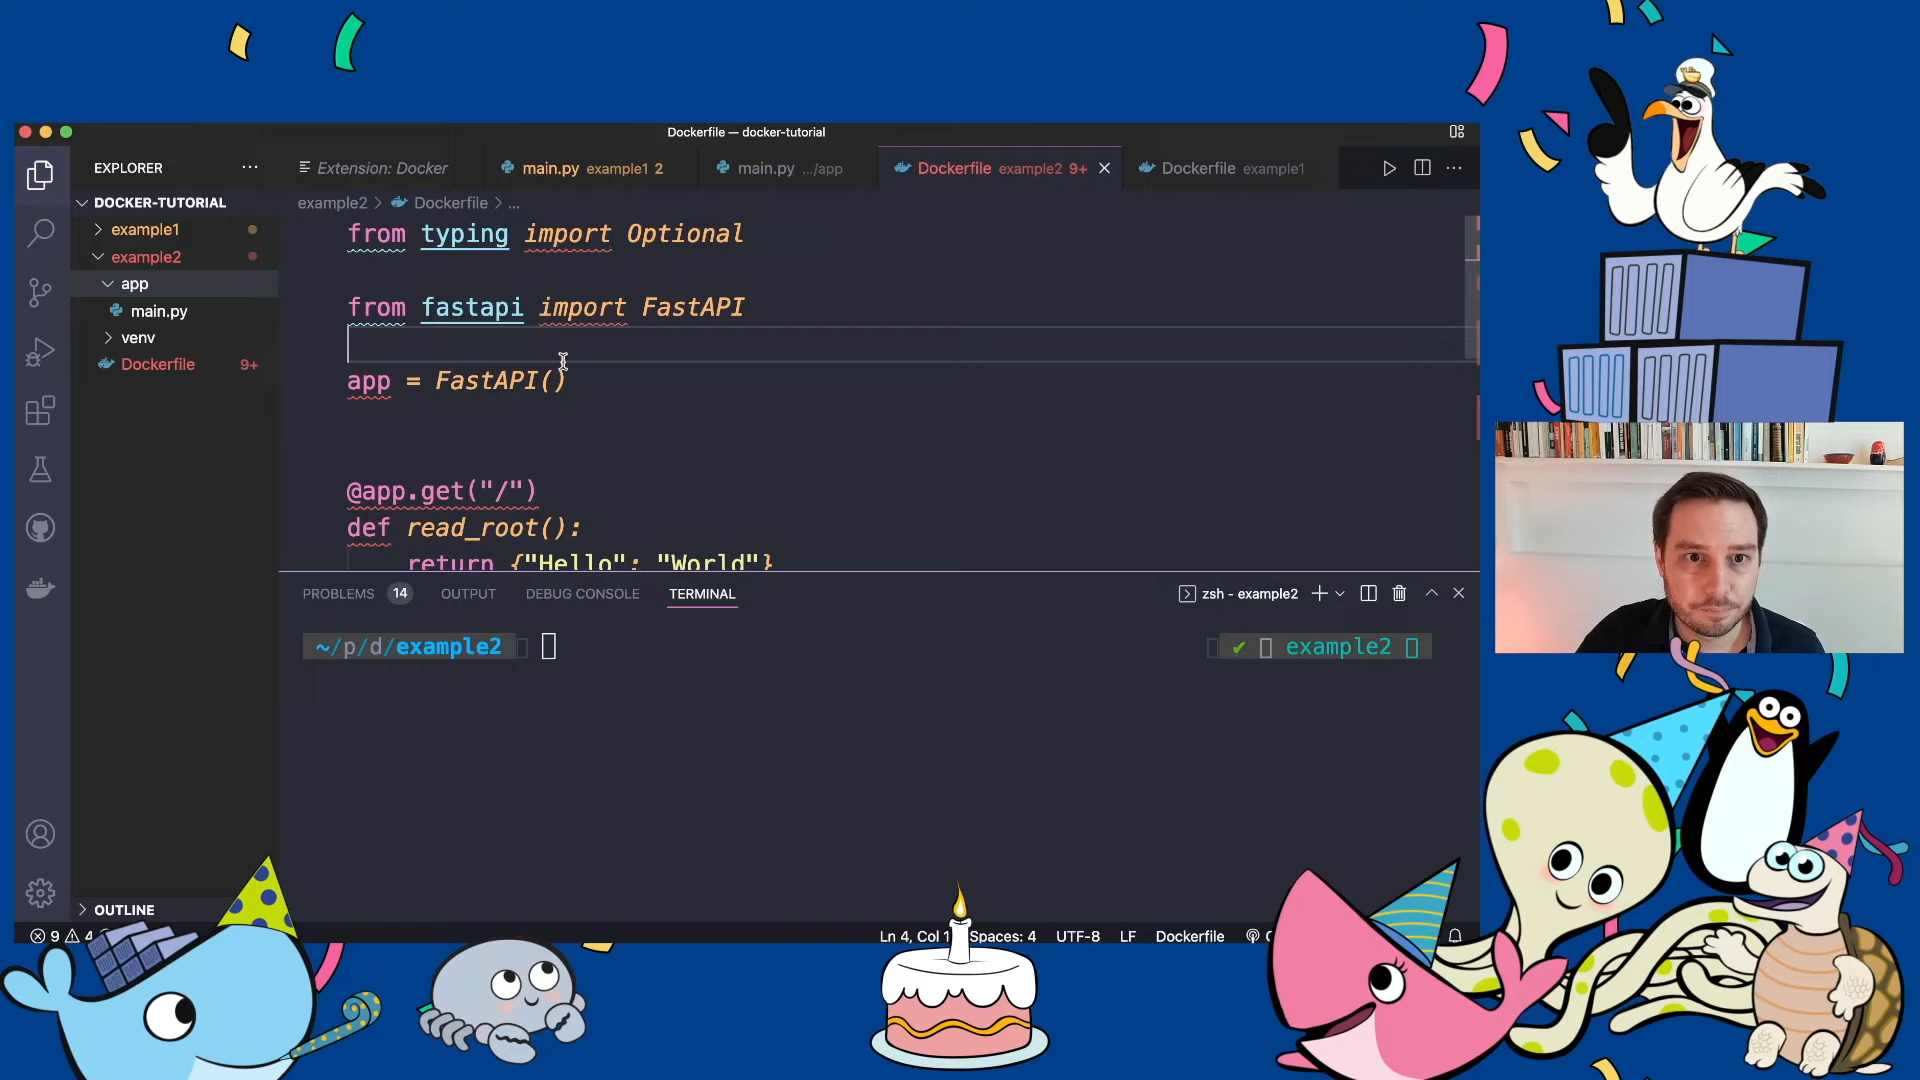 Dockerfile — docker-tutorial
EXPLORER
Extension: Docker
main.py example1 2
main.py .../app
Dockerfile example2 9+
Dockerfile example1
DOCKER-TUTORIAL
example2 > Dockerfile > ...
example1
example2
app
main.py
venv
Dockerfile 9+
from typing import Optional
from fastapi import FastAPI
app = FastAPI()
@app.get("/")
def read_root():
return {"Hello": "World"}
PROBLEMS 14 OUTPUT DEBUG CONSOLE TERMINAL
zsh - example2
~/p/d/example2
✔ example2
OUTLINE
9 4
Ln 4, Col 1 Spaces: 4 UTF-8 LF Dockerfile